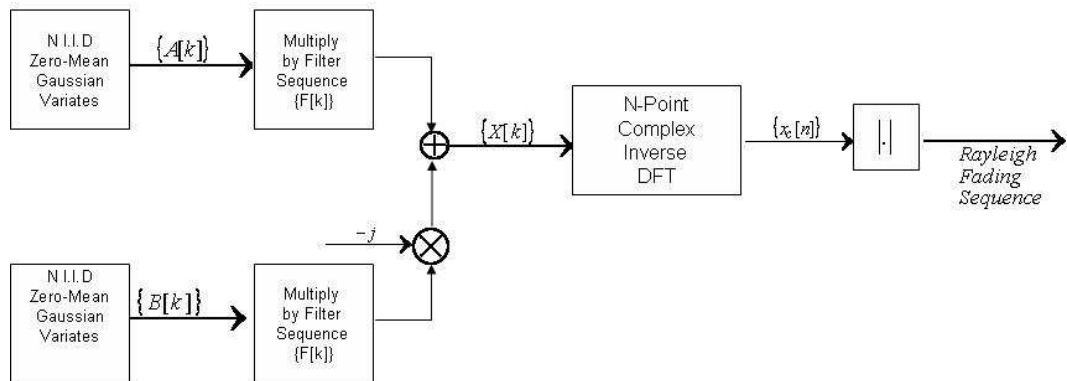 N I.I.D
Zero-Mean
Gaussian
Variates
{A[k]}
Multiply
by Filter
Sequence
{F[k]}
{X[k]}
N-Point
Complex
Inverse
DFT
{x_c[n]}
|.|
Rayleigh
Fading
Sequence
-j
N I.I.D
Zero-Mean
Gaussian
Variates
{B[k]}
Multiply
by Filter
Sequence
{F[k]}